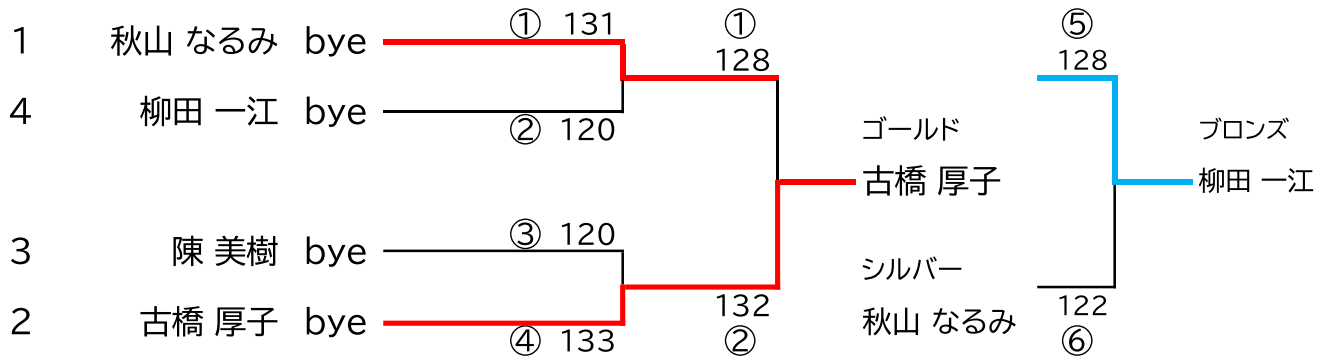 ① 131 ① ⑤
1 秋山 なるみ bye
128 128
4 柳田 一江 bye
② 120
ゴールド ブロンズ
古橋 厚子 柳田 一江
③ 120
3 陳 美樹 bye
シルバー
132 122
2 古橋 厚子 bye 秋山 なるみ
④ 133 ② ⑥